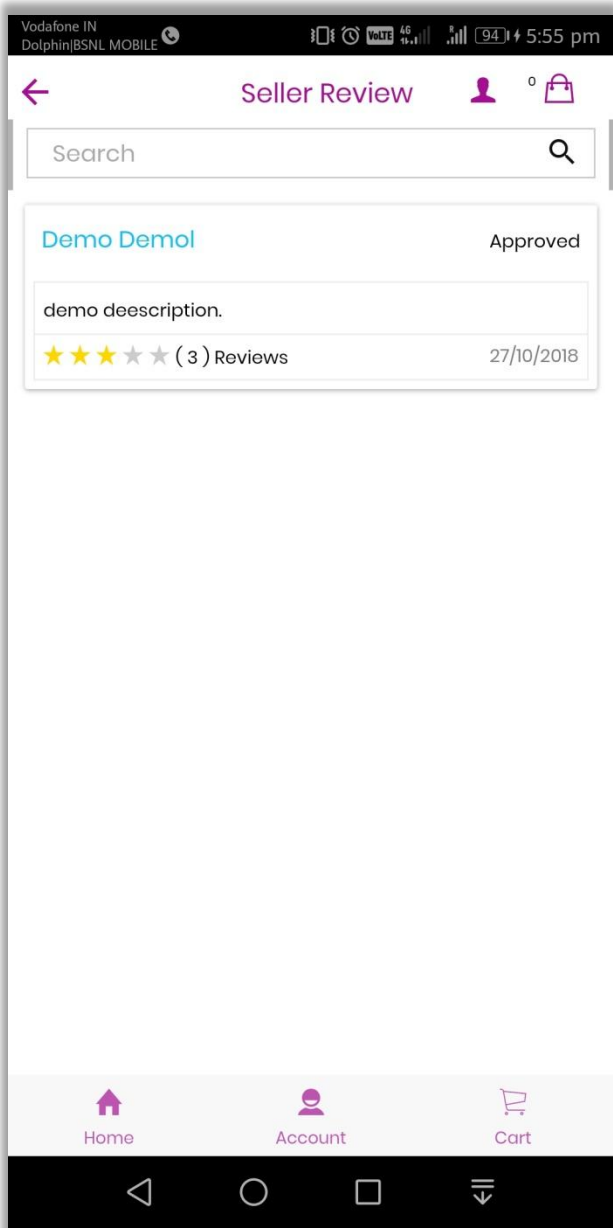 Vodafone IN
Dolphin|BSNL MOBILE
VoLTE 4G R 94 5:55 pm
Seller Review 0
Search
Demo Demol Approved
demo deescription.
( 3 ) Reviews 27/10/2018
Home Account Cart